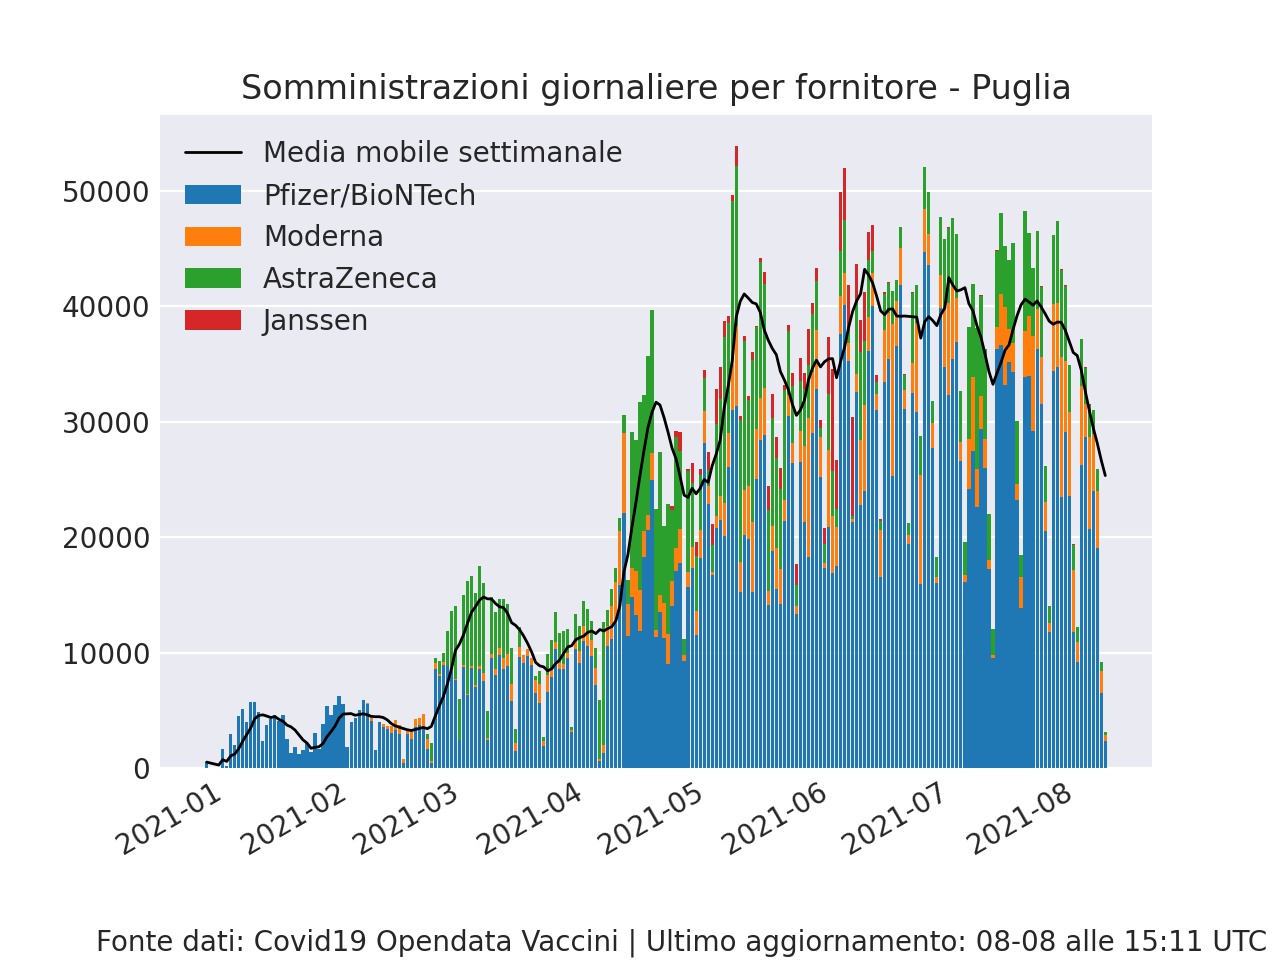 Somministrazioni giornaliere per fornitore - Puglia
Media mobile settimanale
Pfizer/BioNTech
Moderna
AstraZeneca
Janssen
50000
40000
30000
20000
10000
0
2021-01
2021-02
2021-03
2021-04
2021-05
2021-06
2021-07
2021-08
Fonte dati: Covid19 Opendata Vaccini | Ultimo aggiornamento: 08-08 alle 15:11 UTC